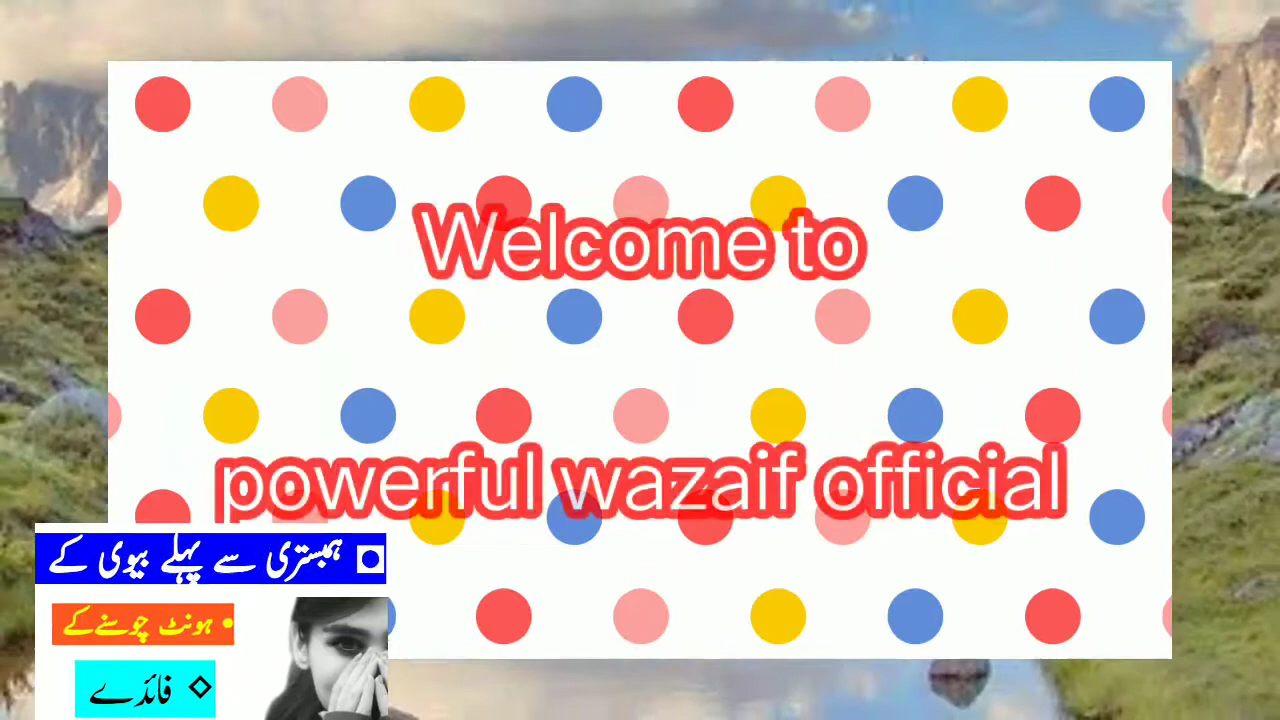 Welcome to
powerful wazaif official
ہمبستری سے پہلے بیوی کے
ہونٹ چوسنے کے
فائدے